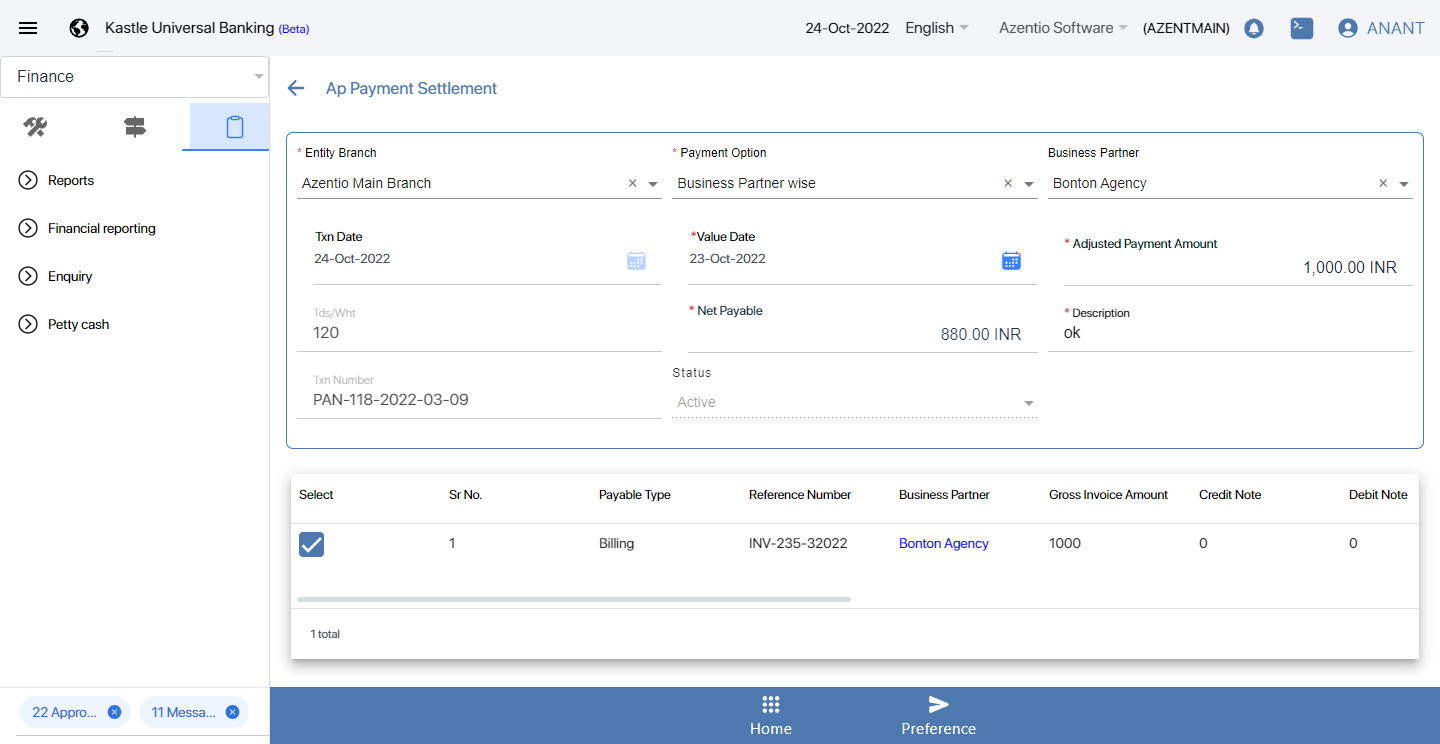 Kastle Universal Banking (Beta)
24-Oct-2022 English Azentio Software (AZENTMAIN) ANANT
Finance
Ap Payment Settlement
Reports
Financial reporting
Enquiry
Petty cash
* Entity Branch * Payment Option Business Partner
Azentio Main Branch × Business Partner wise × Bonton Agency ×
Txn Date *Value Date * Adjusted Payment Amount
24-Oct-2022 23-Oct-2022 1,000.00 INR
Tds/Wht * Net Payable * Description
120 880.00 INR ok
Txn Number Status
PAN-118-2022-03-09 Active
Select Sr No. Payable Type Reference Number Business Partner Gross Invoice Amount Credit Note Debit Note
1 Billing INV-235-32022 Bonton Agency 1000 0 0
1 total
22 Appro... 11 Messa...
Home Preference